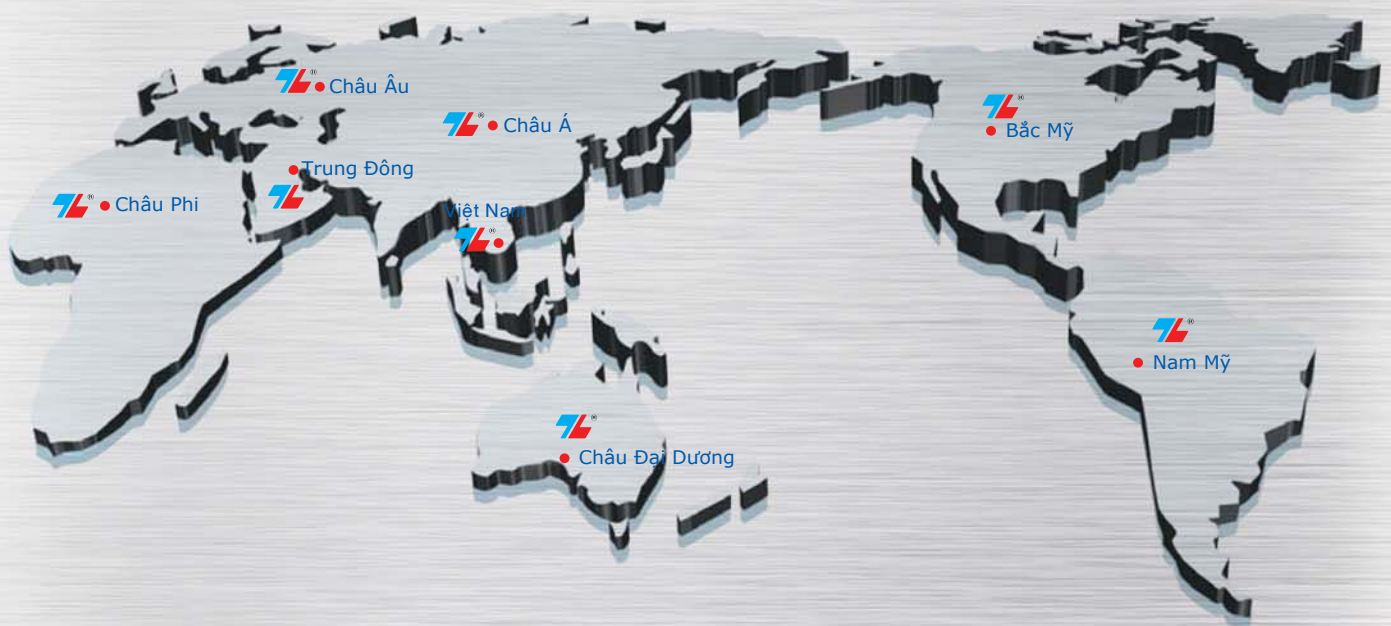 Châu Âu
Châu Á
Bắc Mỹ
Trung Đông
Châu Phi
Việt Nam
Nam Mỹ
Châu Đại Dương